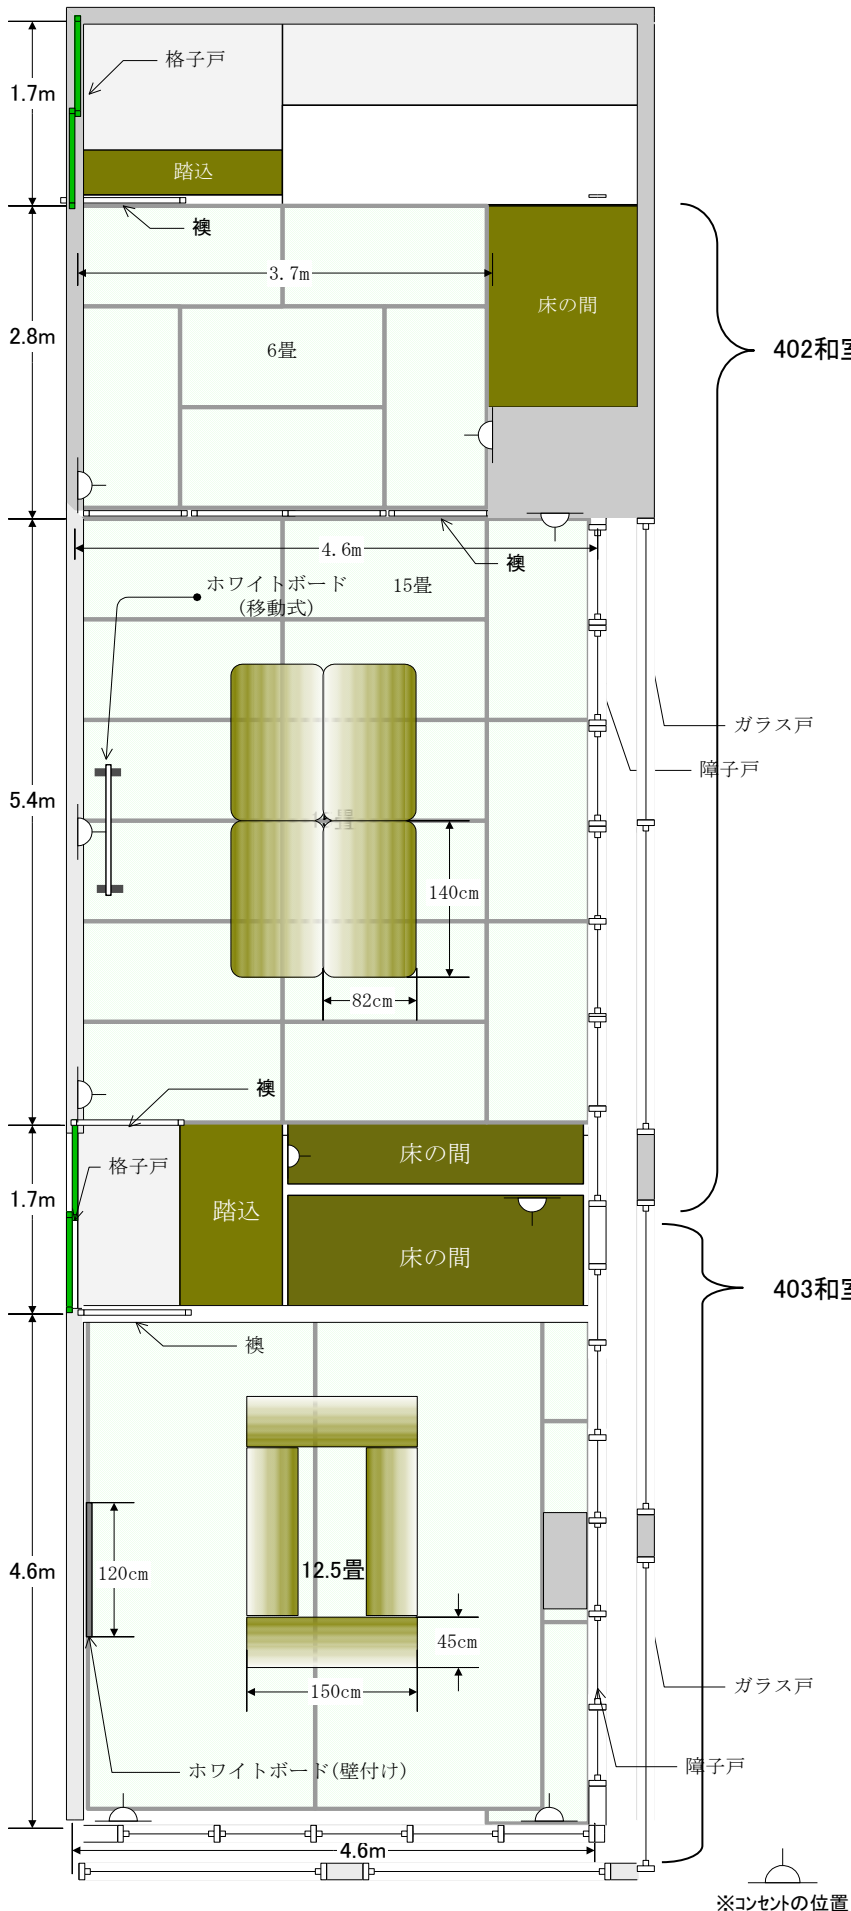 格子戸
1.7m
踏込
襖
3.7m
床の間
2.8m
6畳
402和室
4.6m
襖
ホワイトボード
(移動式)
15畳
ガラス戸
障子戸
5.4m
140cm
82cm
襖
床の間
格子戸
1.7m
踏込
床の間
403和室
襖
4.6m
120cm
12.5畳
45cm
150cm
ガラス戸
障子戸
ホワイトボード(壁付け)
4.6m
※コンセントの位置